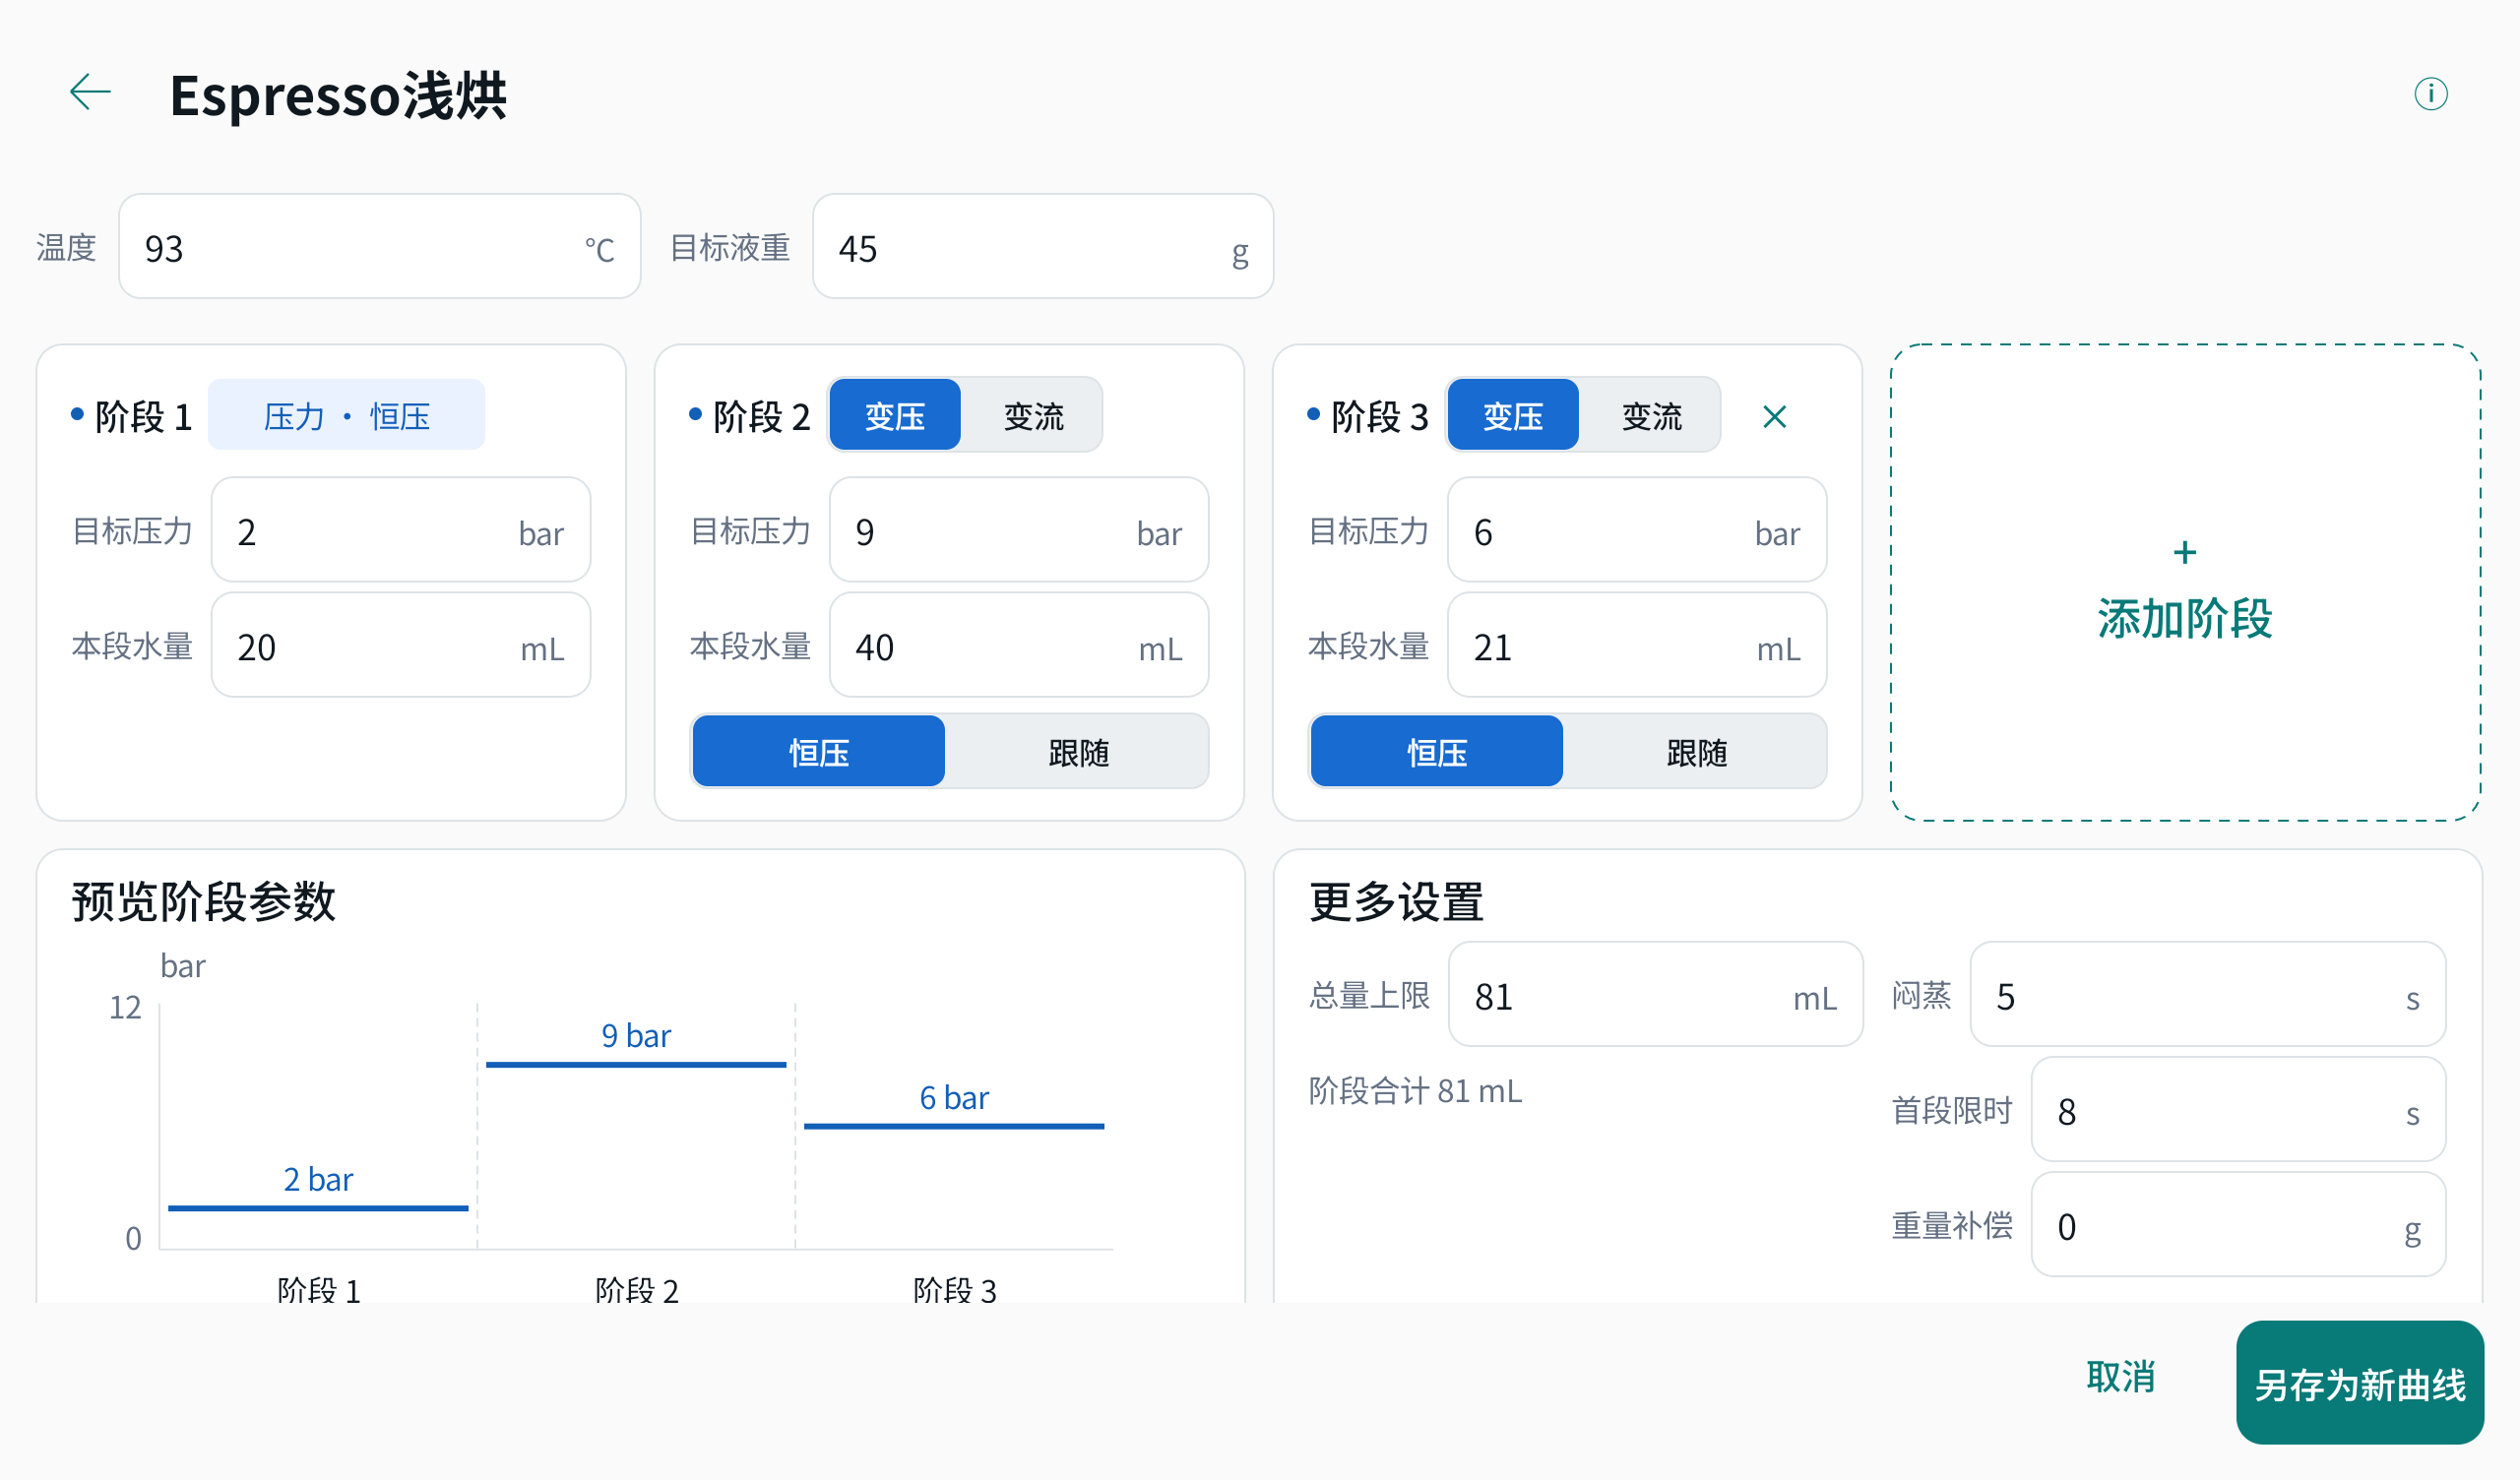 Espresso浅烘
温度 93 °C 目标液重 45 g
阶段 1 压力 · 恒压
目标压力 2 bar
本段水量 20 mL
阶段 2 变压 变流
目标压力 9 bar
本段水量 40 mL
恒压 跟随
阶段 3 变压 变流
目标压力 6 bar
本段水量 21 mL
恒压 跟随
+
添加阶段
预览阶段参数
bar
12
9 bar
6 bar
2 bar
0
阶段 1 阶段 2 阶段 3
更多设置
总量上限 81 mL 闷蒸 5 s
阶段合计 81 mL
首段限时 8 s
重量补偿 0 g
取消 另存为新曲线